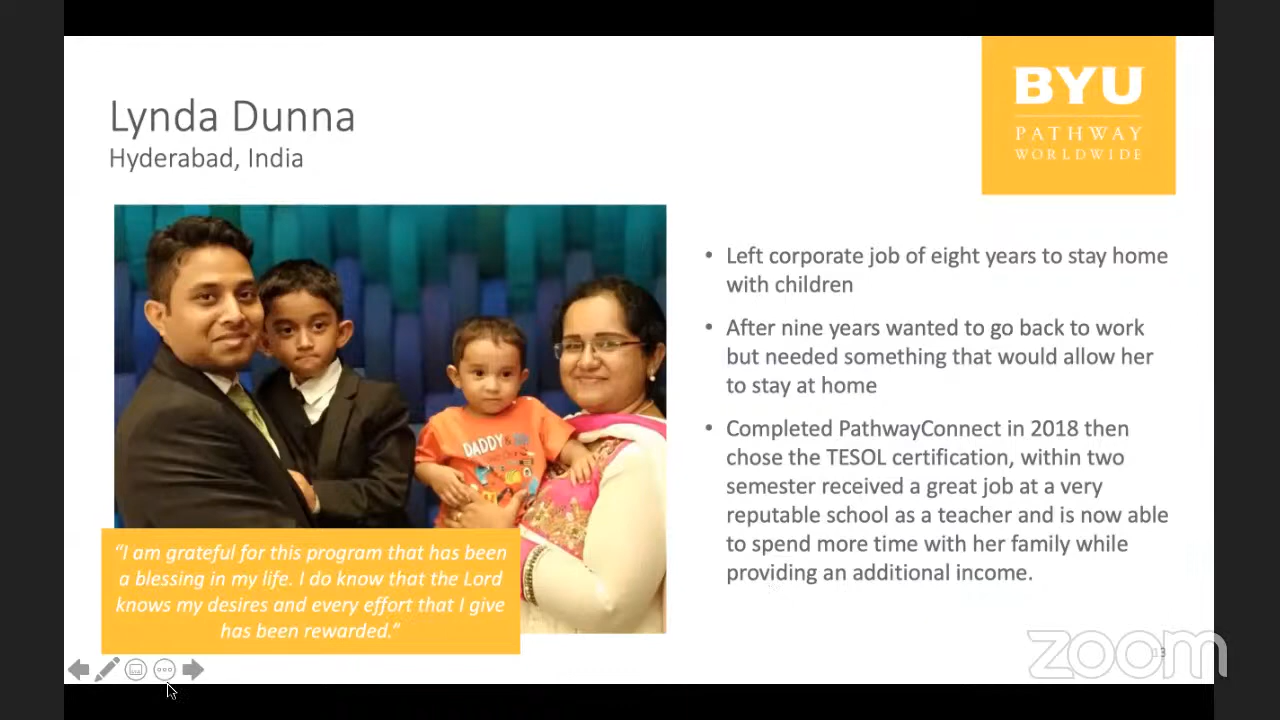 Lynda Dunna
Hyderabad, India
BYU
PATHWAY
WORLDWIDE
• Left corporate job of eight years to stay home
with children
• After nine years wanted to go back to work
but needed something that would allow her
to stay at home
• Completed PathwayConnect in 2018 then
chose the TESOL certification, within two
semester received a great job at a very
reputable school as a teacher and is now able
to spend more time with her family while
providing an additional income.
DADDY
“I am grateful for this program that has been
a blessing in my life. I do know that the Lord
knows my desires and every effort that I give
has been rewarded.”
13
zoom